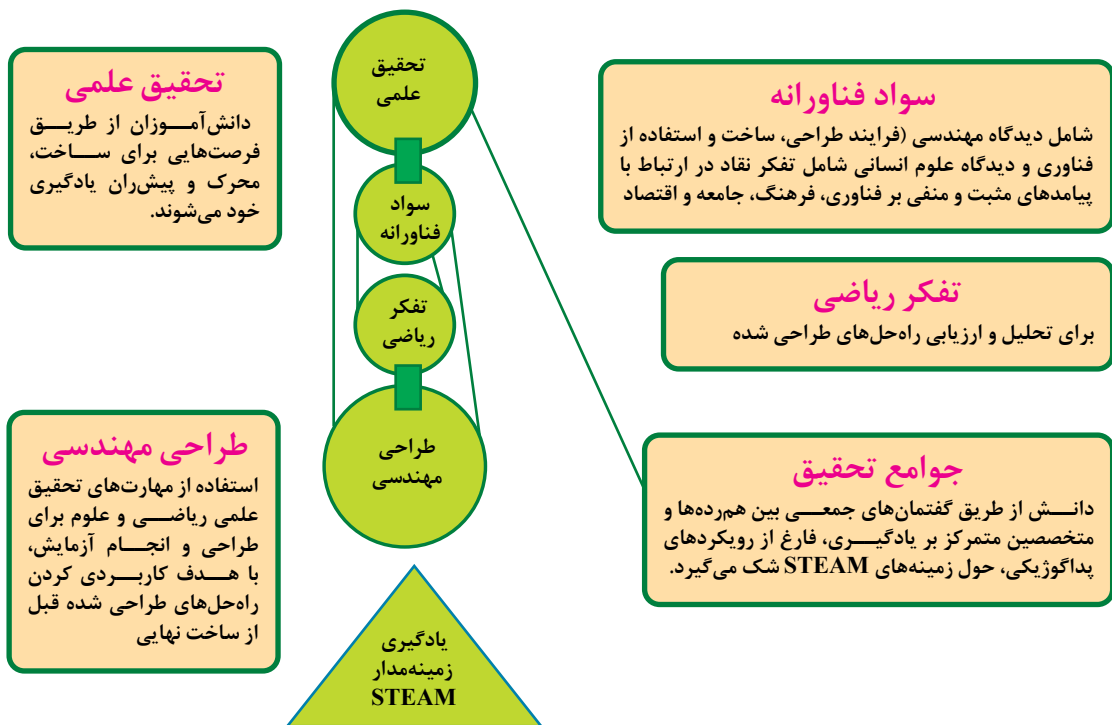 تحقیق
علمی
سواد
فناورانه
تفکر
ریاضی
طراحی
مهندسی
یادگیری
زمینه‌مدار
STEAM
سواد فناورانه
شامل دیدگاه مهندسی (فرایند طراحی، ساخت و استفاده از
فناوری و دیدگاه علوم انسانی شامل تفکر نقاد در ارتباط با
پیامدهای مثبت و منفی بر فناوری، فرهنگ، جامعه و اقتصاد
تفکر ریاضی
برای تحلیل و ارزیابی راه‌حل‌های طراحی شده
جوامع تحقیق
دانش از طریق گفتمان‌های جمعی بین هم‌رده‌ها و
متخصصین متمرکز بر یادگیری، فارغ از رویکردهای
پداگوژیکی، حول زمینه‌های STEAM شک می‌گیرد.
تحقیق علمی
دانش‌آموزان از طریق
فرصت‌هایی برای ساخت،
محرک و پیش‌ران یادگیری
خود می‌شوند.
طراحی مهندسی
استفاده از مهارت‌های تحقیق
علمی ریاضی و علوم برای
طراحی و انجام آزمایش،
با هدف کاربردی کردن
راه‌حل‌های طراحی شده قبل
از ساخت نهایی